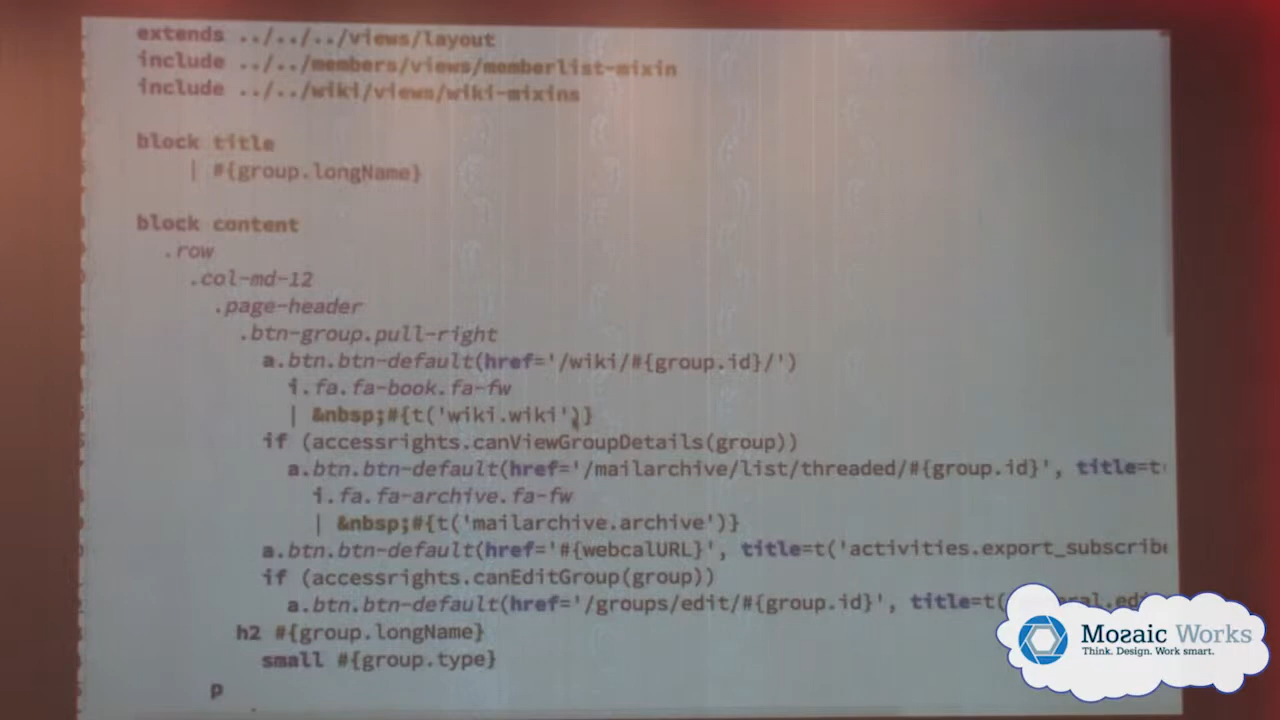 extends ../../../views/layout
include ../../members/views/memberlist-mixin
include ../../wiki/views/wiki-mixins
block title
| #{group.longName}
block content
.row
.col-md-12
.page-header
.btn-group.pull-right
a.btn.btn-default(href='/wiki/#{group.id}/')
i.fa.fa-book.fa-fw
| &nbsp;#{t('wiki.wiki')}
if (accessrights.canViewGroupDetails(group))
a.btn.btn-default(href='/mailarchive/list/threaded/#{group.id}', title=t
i.fa.fa-archive.fa-fw
| &nbsp;#{t('mailarchive.archive')}
a.btn.btn-default(href='#{webcalURL}', title=t('activities.export_subscribe
if (accessrights.canEditGroup(group))
a.btn.btn-default(href='/groups/edit/#{group.id}', title=t(
h2 #{group.longName}
small #{group.type}
p
Mozaic Works
Think. Design. Work smart.